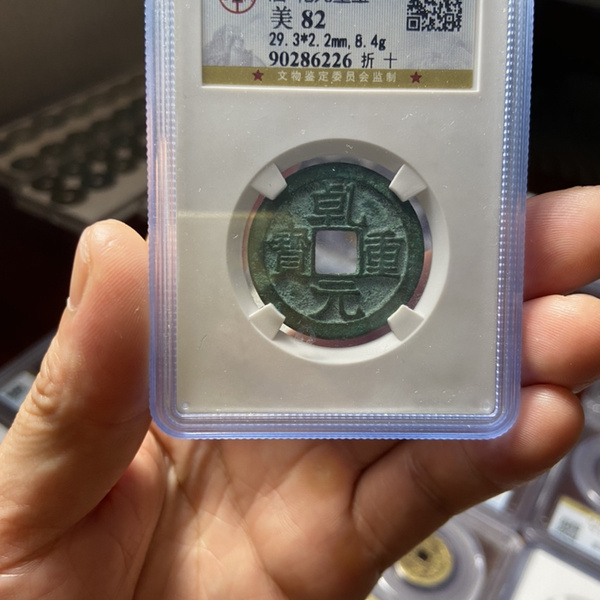 美 82
29.3*2.2mm,8.4g
90286226 折十
文物鉴定委员会监制
乾
寶 重
元